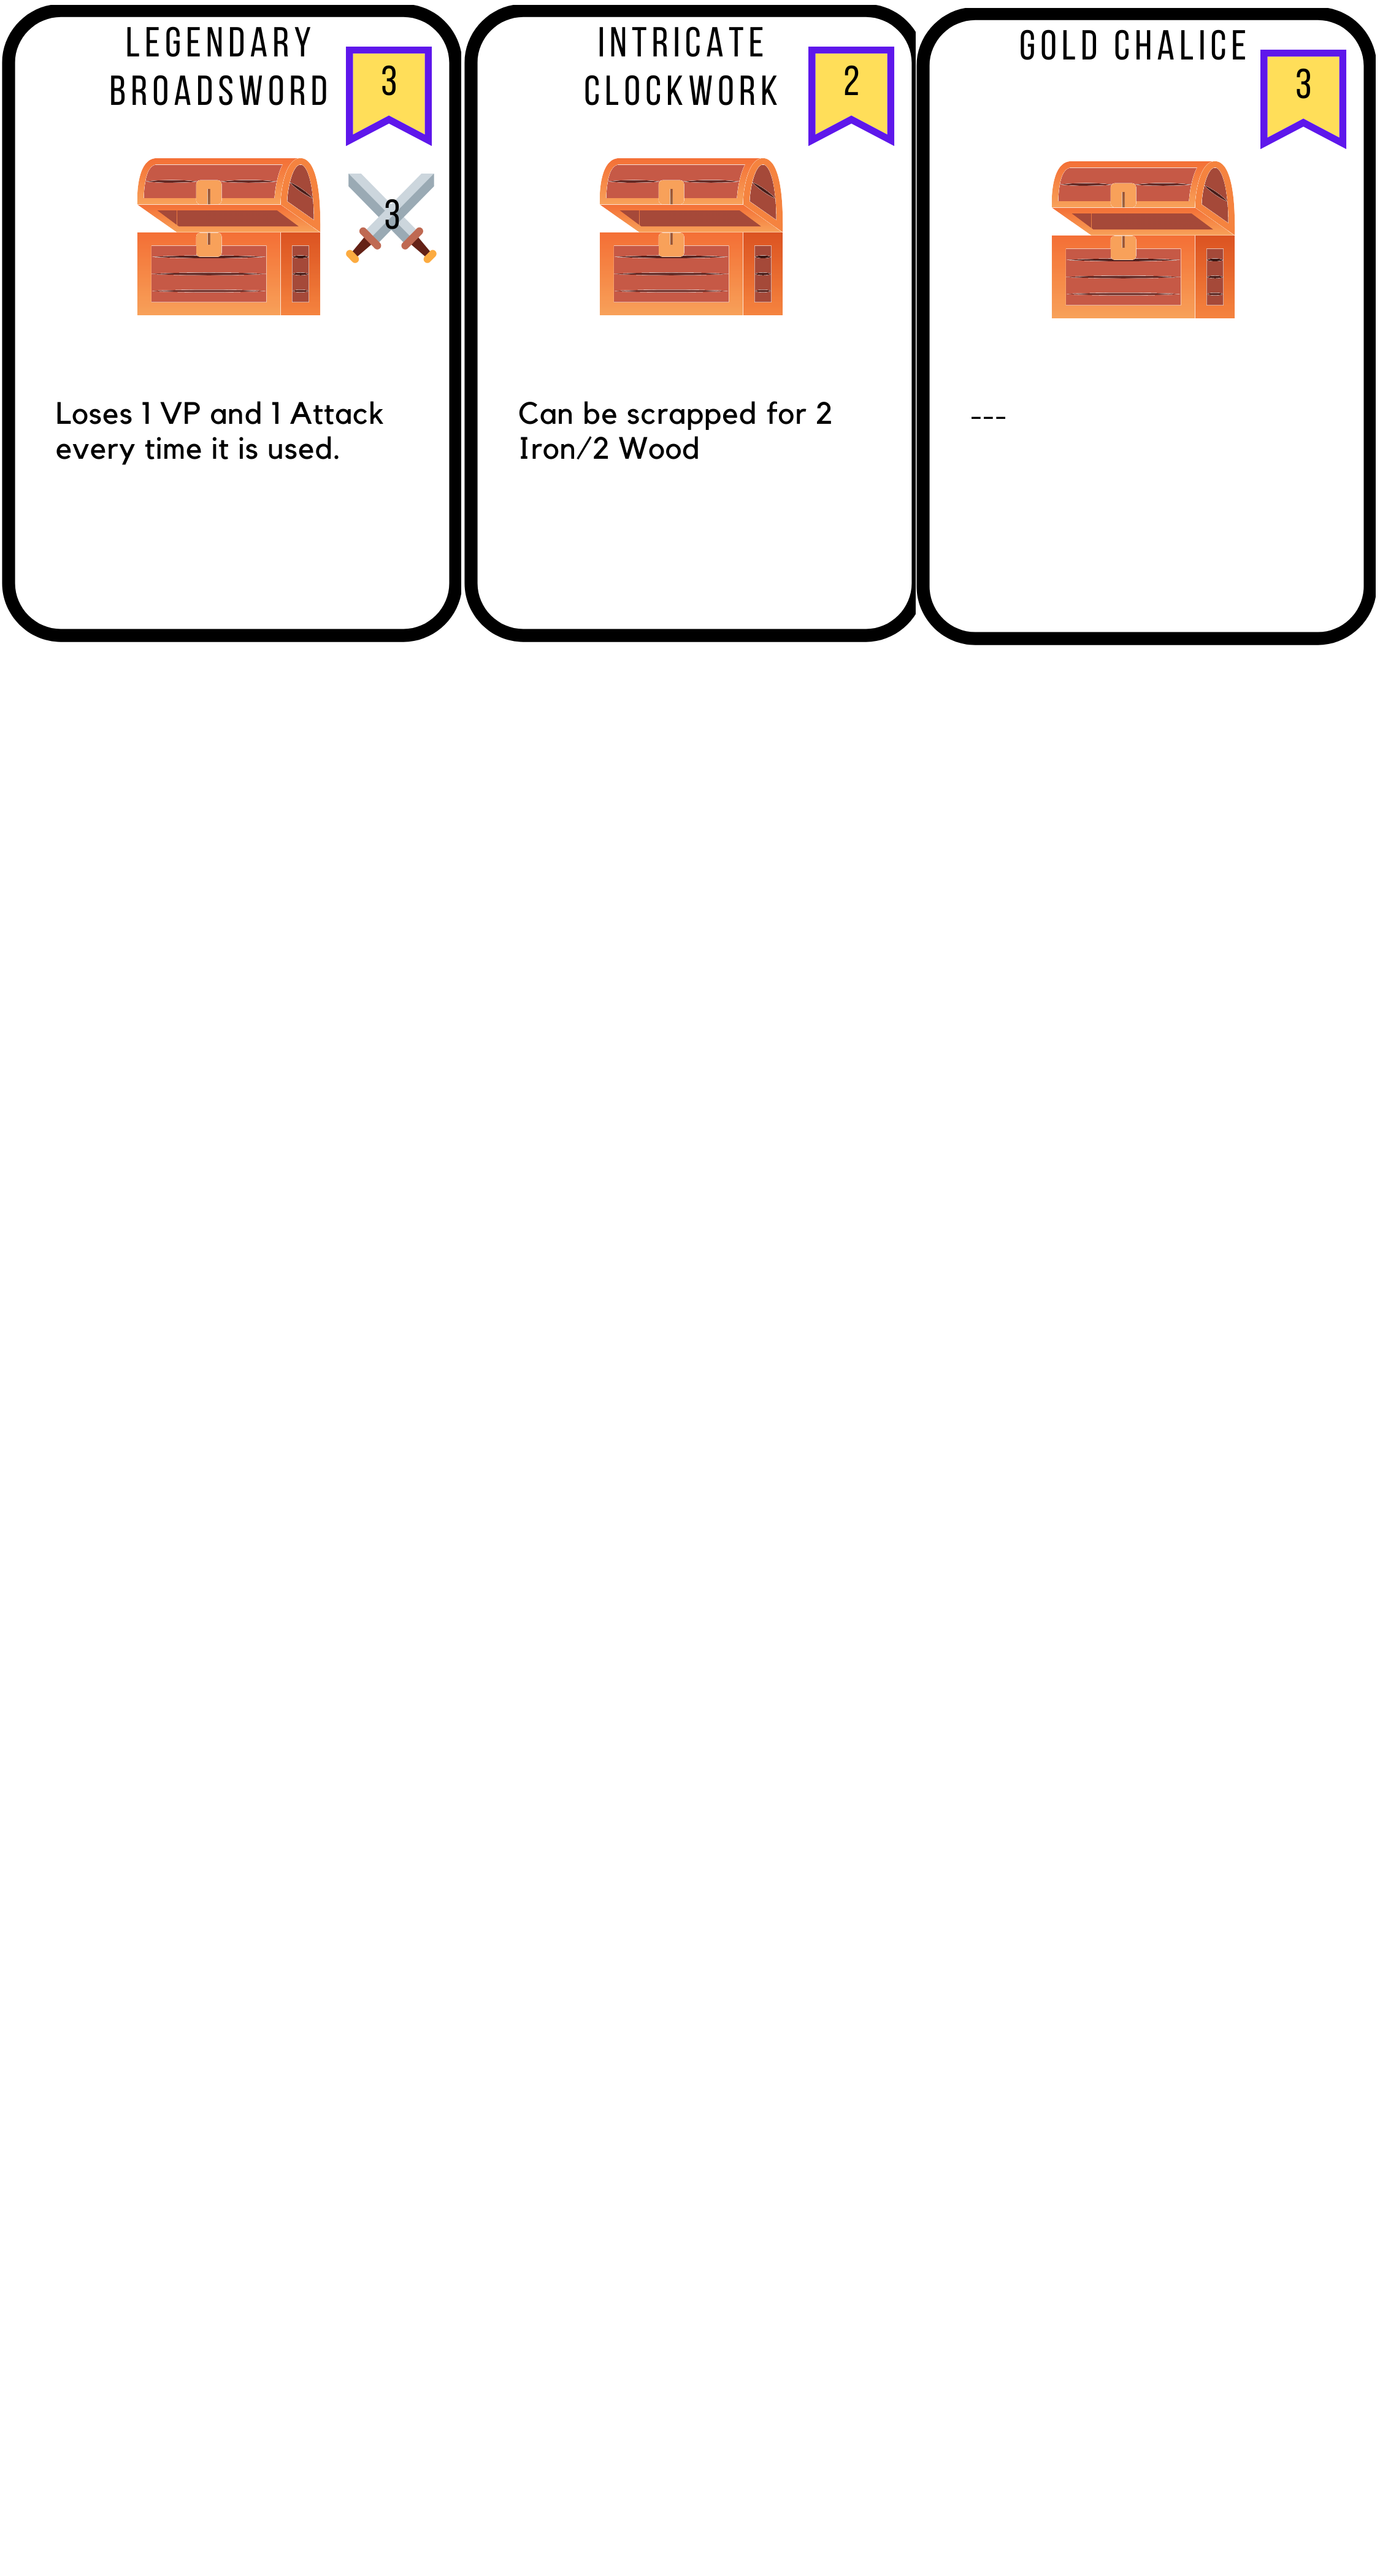 LEGENDARY
BROADSWORD
3
3
Loses 1 VP and 1 Attack
every time it is used.
INTRICATE
CLOCKWORK
2
Can be scrapped for 2
Iron/2 Wood
GOLD CHALICE
3
---